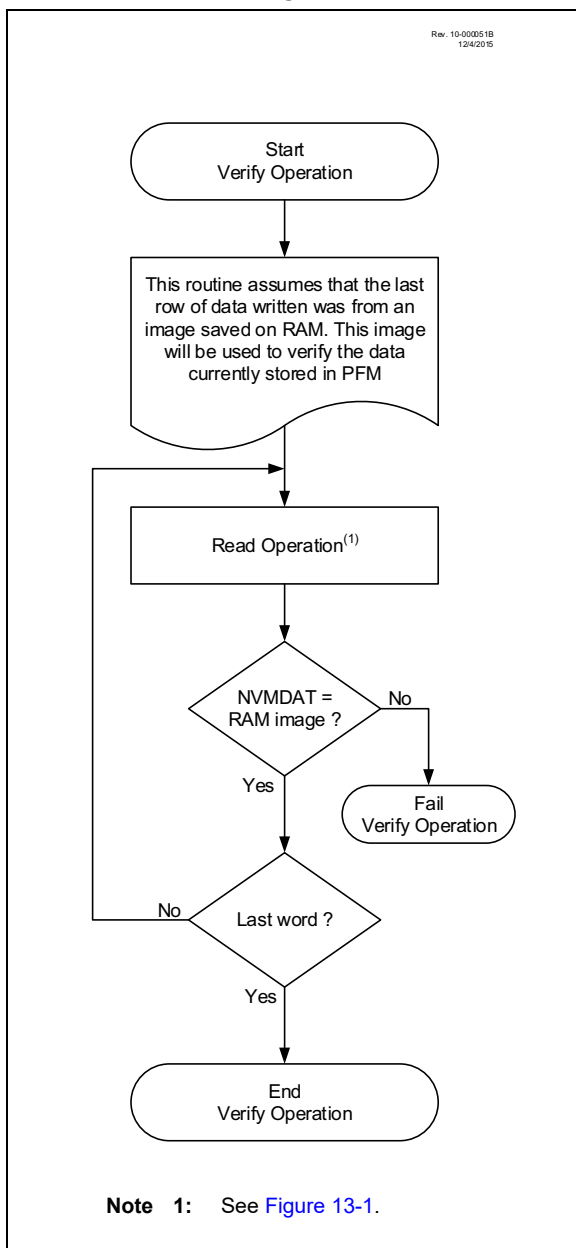 Rev. 10-000051B
12/4/2015
Start
Verify Operation
This routine assumes that the last
row of data written was from an
image saved on RAM. This image
will be used to verify the data
currently stored in PFM
Read Operation(1)
NVMDAT =
RAM image ?
No
Yes
Fail
Verify Operation
Last word ?
No
Yes
End
Verify Operation
Note 1: See Figure 13-1.